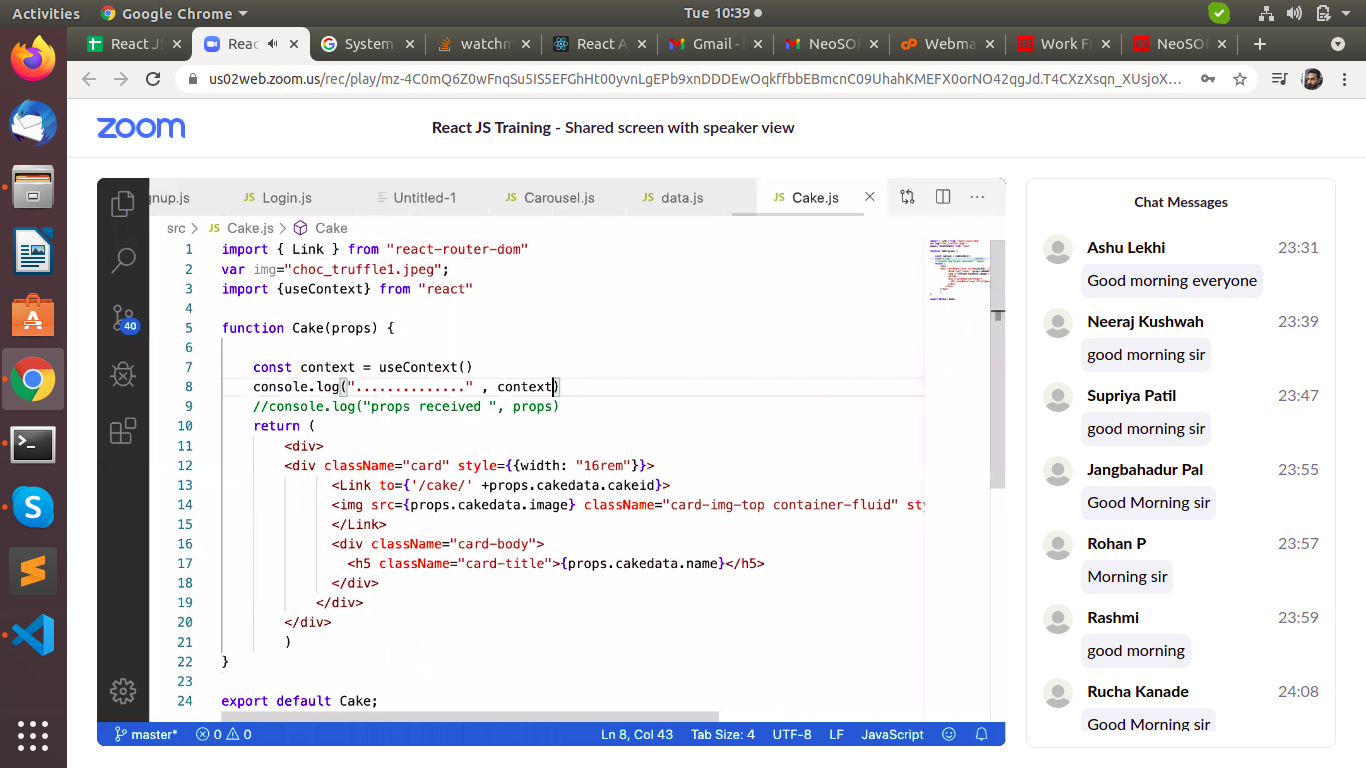 Activities
Google Chrome
Tue 10:39
React JS
Reac
System
watchm
React A
Gmail -
NeoSOF
Webma
Work Fr
NeoSOF
us02web.zoom.us/rec/play/mz-4C0mQ6Z0wFnqSu5IS5EFGhHt00yvnLgEPb9xnDDDEwOqkffbbEBmcnC09UhahKMEFX0orNO42qgJd.T4CXzXsqn_XUsjoX…
zoom
React JS Training - Shared screen with speaker view
gnup.js
JS Login.js
Untitled-1
JS Carousel.js
JS data.js
JS Cake.js
src > JS Cake.js > Cake
1 import { Link } from "react-router-dom"
2 var img="choc_truffle1.jpeg";
3 import {useContext} from "react"
4
5 function Cake(props) {
6
7 const context = useContext()
8 console.log(".............." , context)
9 //console.log("props received ", props)
10 return (
11 <div>
12 <div className="card" style={{width: "16rem"}}>
13 <Link to={'/cake/' +props.cakedata.cakeid}>
14 <img src={props.cakedata.image} className="card-img-top container-fluid" sty
15 </Link>
16 <div className="card-body">
17 <h5 className="card-title">{props.cakedata.name}</h5>
18 </div>
19 </div>
20 </div>
21 )
22 }
23
24 export default Cake;
40
master*
0
0
Ln 8, Col 43
Tab Size: 4
UTF-8
LF
JavaScript
Chat Messages
Ashu Lekhi 23:31
Good morning everyone
Neeraj Kushwah 23:39
good morning sir
Supriya Patil 23:47
good morning sir
Jangbahadur Pal 23:55
Good Morning sir
Rohan P 23:57
Morning sir
Rashmi 23:59
good morning
Rucha Kanade 24:08
Good Morning sir